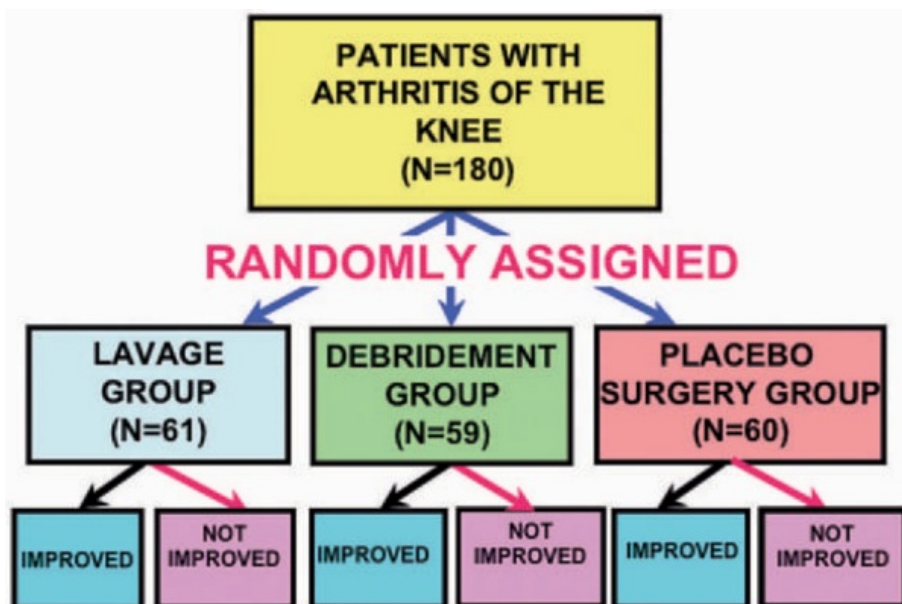 PATIENTS WITH
ARTHRITIS OF THE
KNEE
(N=180)
RANDOMLY ASSIGNED
LAVAGE
GROUP
(N=61)
DEBRIDEMENT
GROUP
(N=59)
PLACEBO
SURGERY GROUP
(N=60)
IMPROVED
NOT
IMPROVED
IMPROVED
NOT
IMPROVED
IMPROVED
NOT
IMPROVED